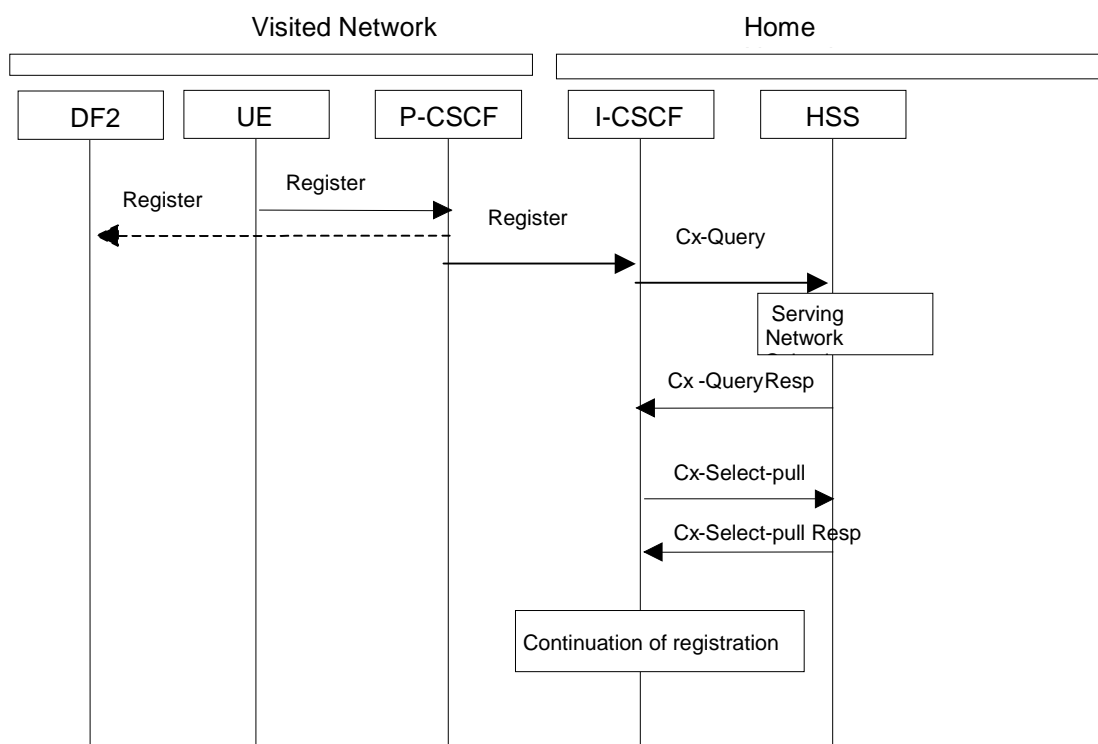 Visited Network
Home
DF2
UE
P-CSCF
I-CSCF
HSS
Register
Register
Register
Cx-Query
Serving
Network
Cx -QueryResp
Cx-Select-pull
Cx-Select-pull Resp
Continuation of registration